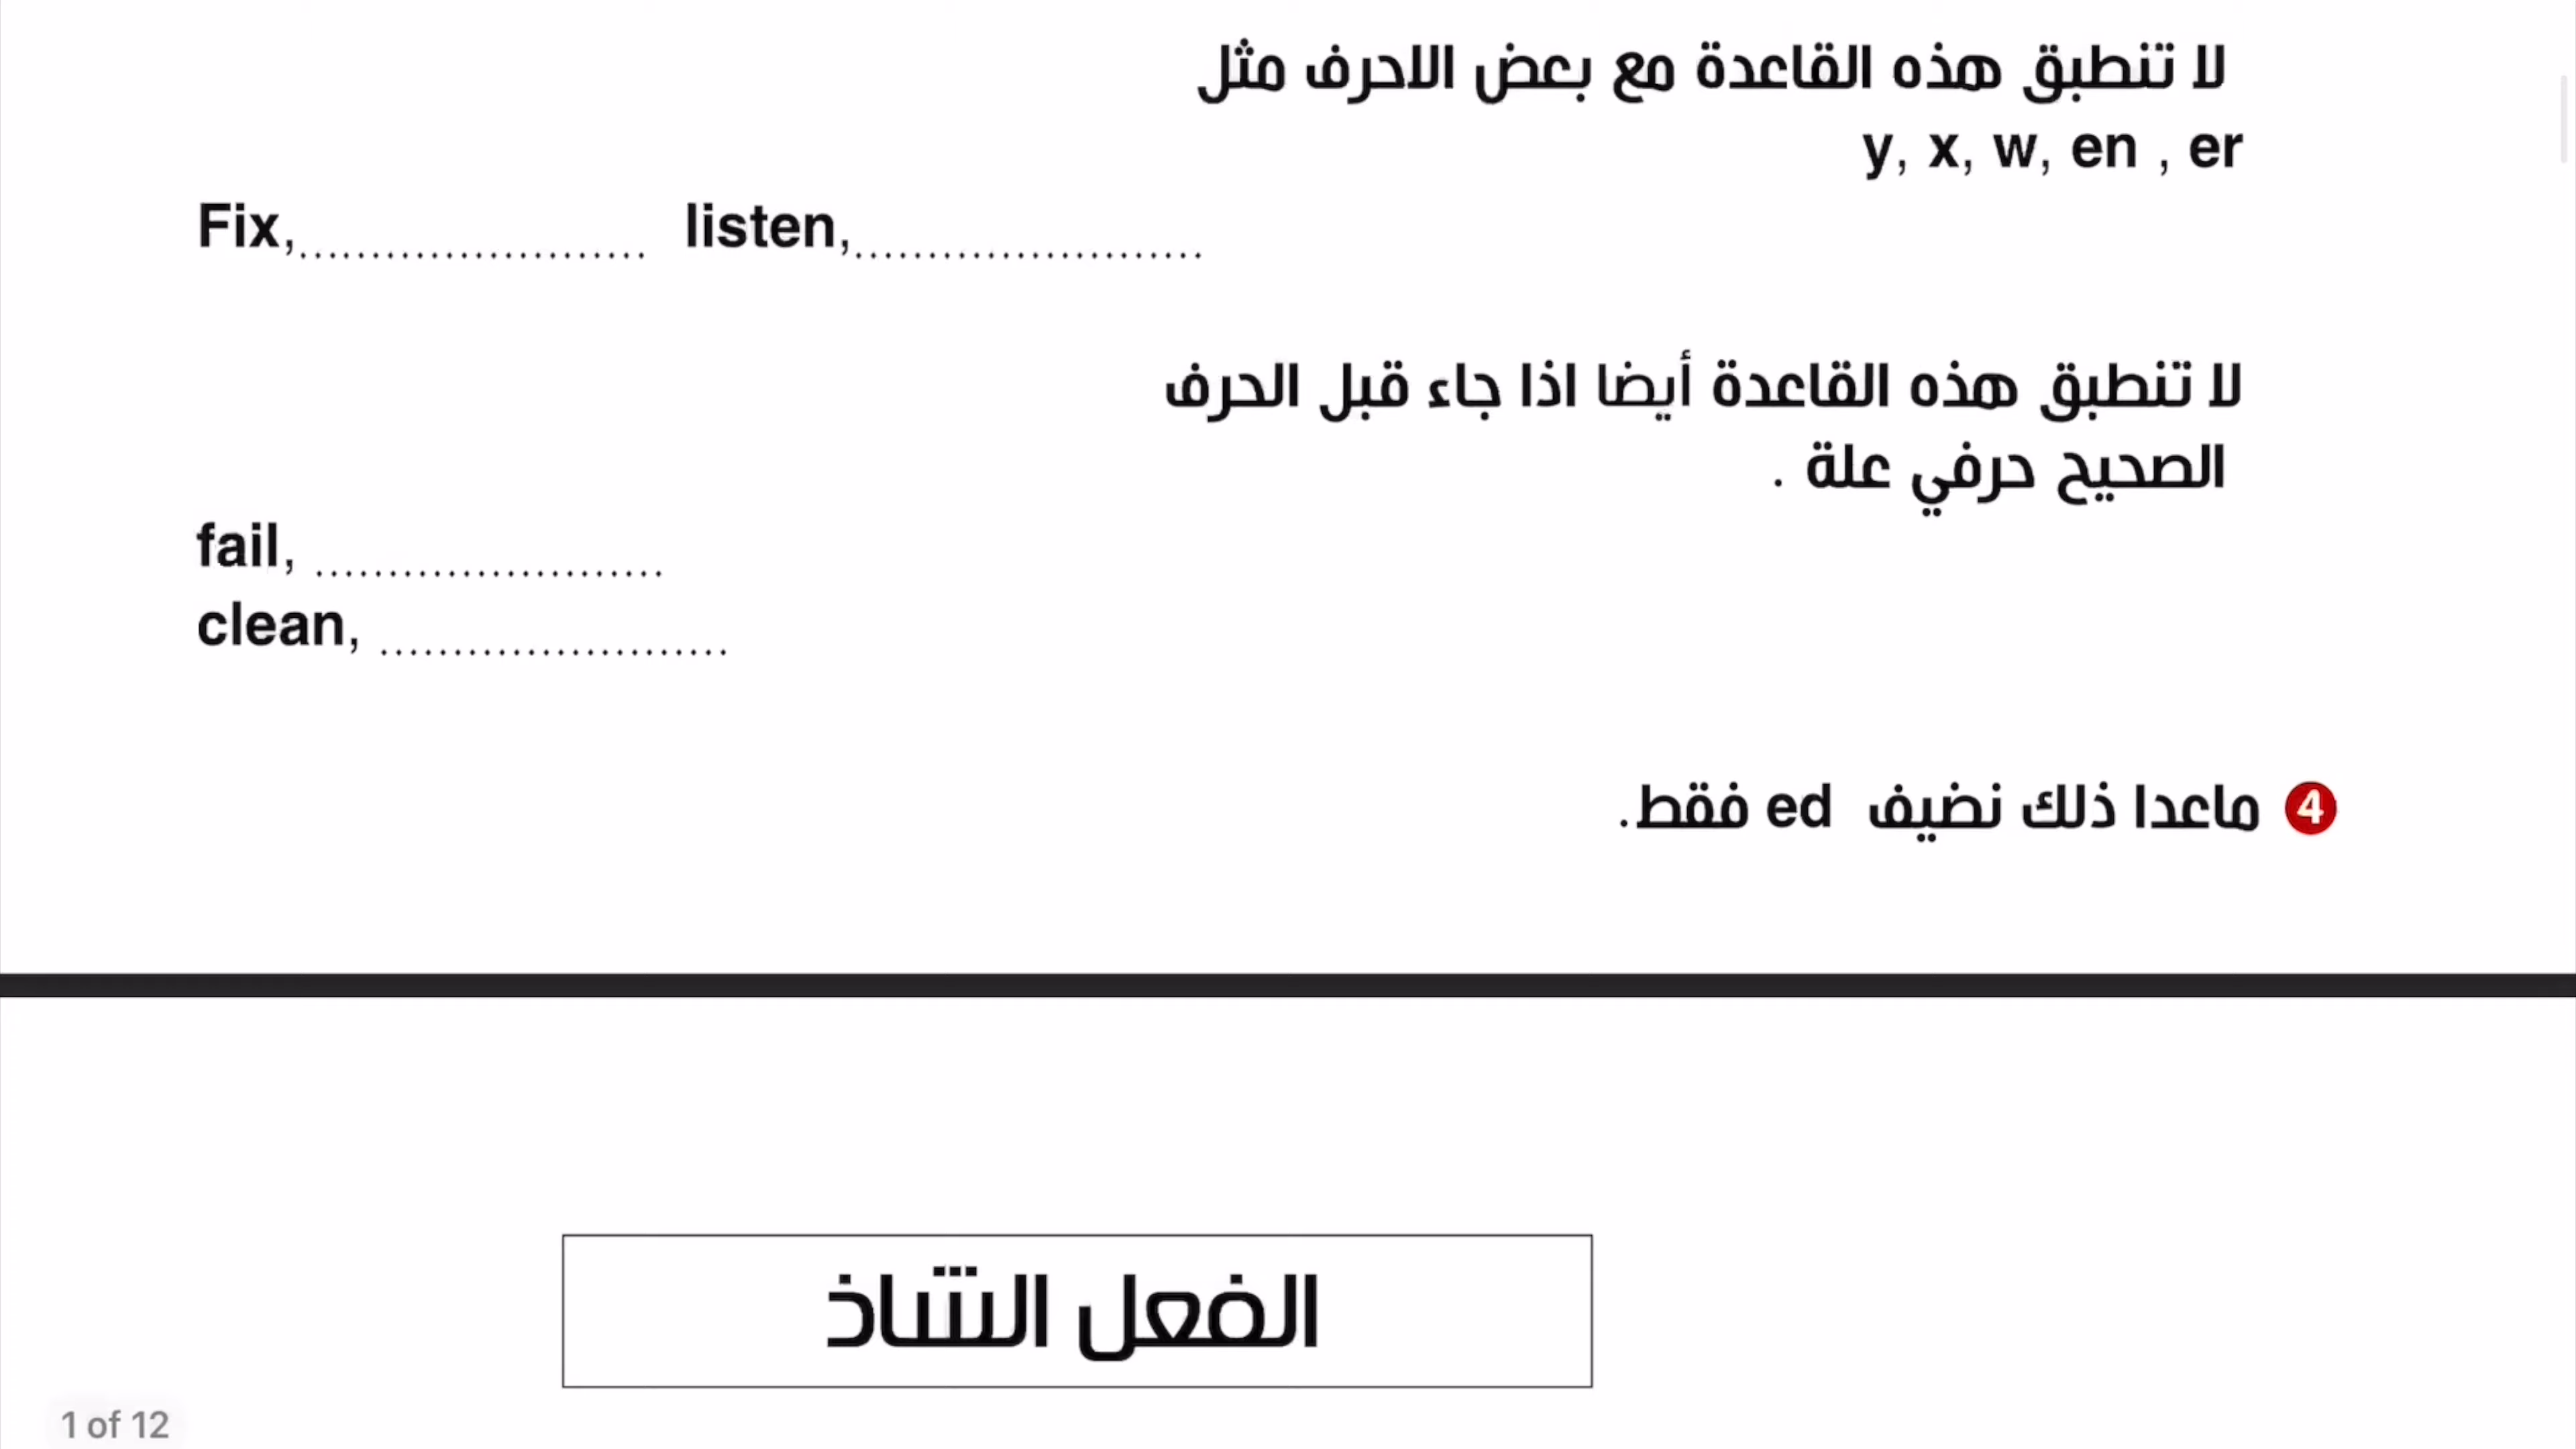 لا تنطبق هذه القاعدة مع بعض الاحرف مثل
y, x, w, en , er
Fix,........................ listen,........................
لا تنطبق هذه القاعدة أيضا اذا جاء قبل الحرف
الصحيح حرفي علة .
fail, ........................
clean, ........................
4 ماعدا ذلك نضيف ed فقط.
الفعل الشاذ
1 of 12